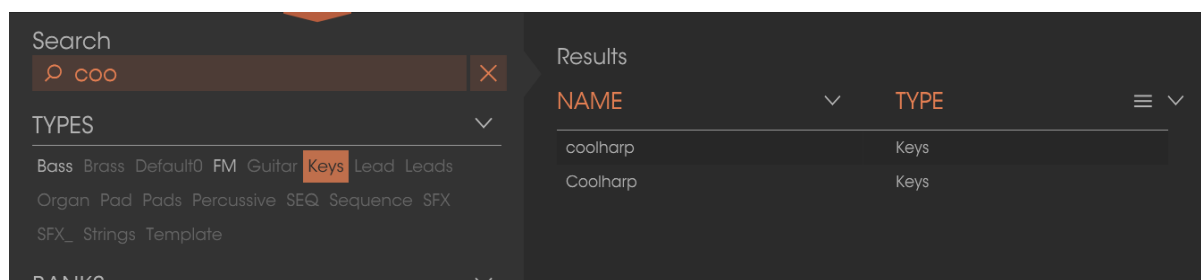 Search
coo
TYPES
Bass Brass Default0 FM Guitar Keys Lead Leads
Organ Pad Pads Percussive SEQ Sequence SFX
SFX_ Strings Template
BANKS
Results
NAME TYPE
coolharp Keys
Coolharp Keys